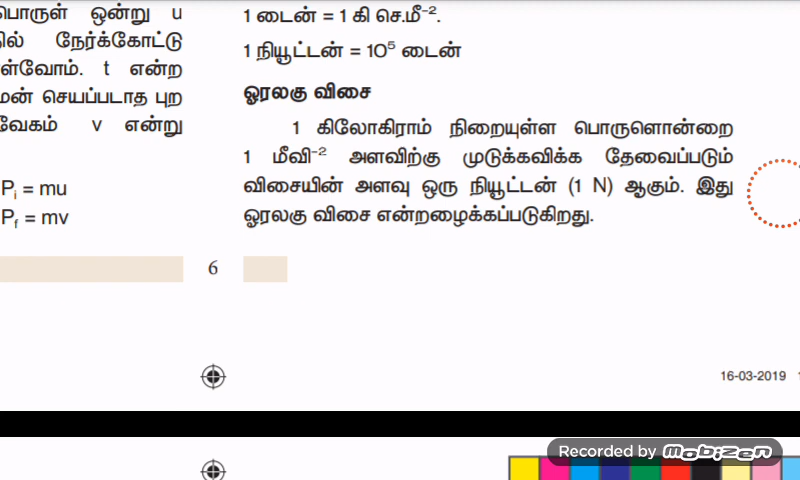 பொருள் ஒன்று u
நேர்க்கோட்டு
t என்ற
செயப்படாத புற
வேகம் v என்று
Pi = mu
Pf = mv
1 டைன் = 1 கி செ.மீ⁻².
1 நியூட்டன் = 10⁵ டைன்
ஓரலகு விசை
1 கிலோகிராம் நிறையுள்ள பொருளொன்றை
1 மீவி⁻² அளவிற்கு முடுக்கவிக்க தேவைப்படும்
விசையின் அளவு ஒரு நியூட்டன் (1 N) ஆகும். இது
ஓரலகு விசை என்றழைக்கப்படுகிறது.
6
16-03-2019
Recorded by mobizen